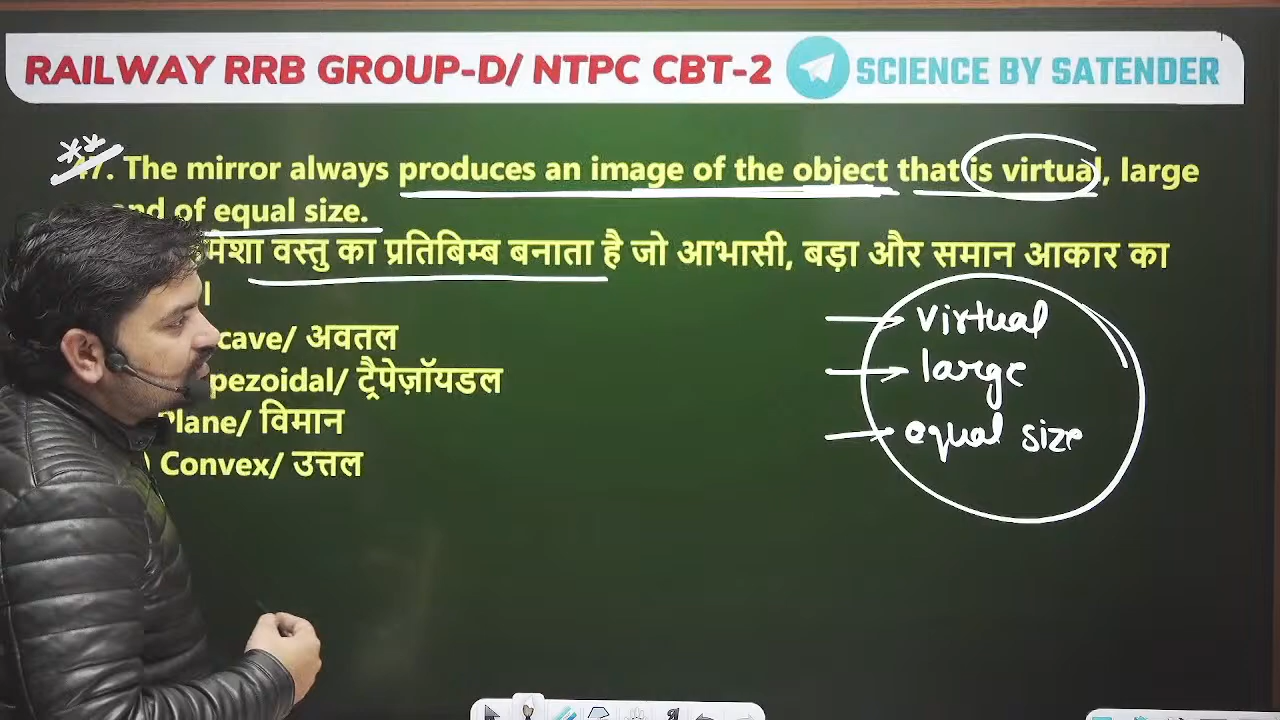 RAILWAY RRB GROUP-D/ NTPC CBT-2 SCIENCE BY SATENDER
47. The mirror always produces an image of the object that is virtual, large
and of equal size.
मेशा वस्तु का प्रतिबिम्ब बनाता है जो आभासी, बड़ा और समान आकार का
।
cave/ अवतल
pezoidal/ ट्रैपेज़ॉयडल
Plane/ विमान
) Convex/ उत्तल
virtual
large
equal size